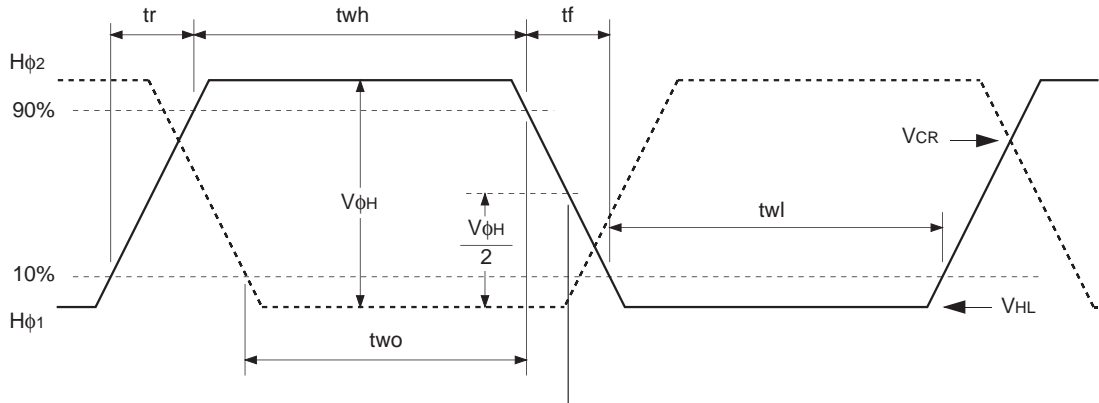 tr
twh
tf
Hϕ2
90%
VCR
VϕH
VϕH
2
twl
10%
VHL
Hϕ1
two